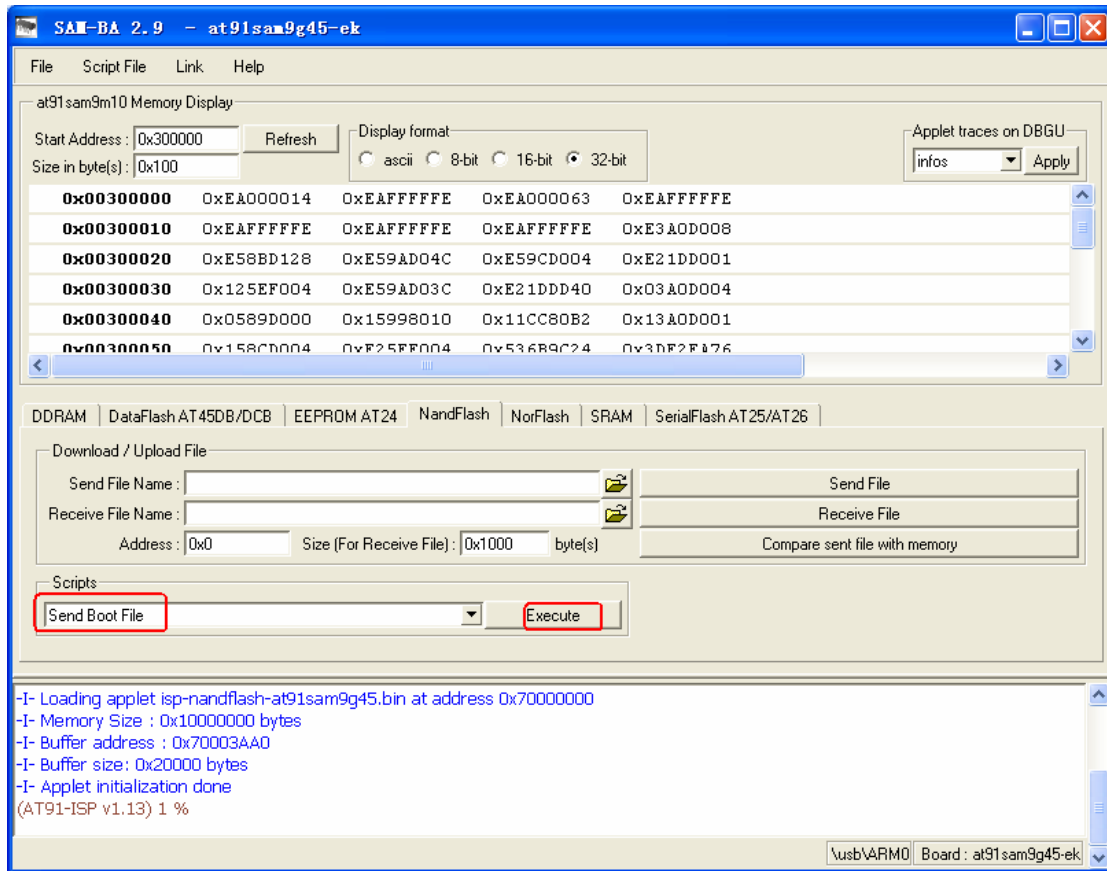 SAM-BA 2.9 - at91sam9g45-ek
File Script File Link Help
at91sam9m10 Memory Display
Start Address : 0x300000 Refresh
Size in byte(s) : 0x100
Display format
ascii 8-bit 16-bit 32-bit
Applet traces on DBGU
infos Apply
0x00300000 0xEA000014 0xEAFFFFFE 0xEA000063 0xEAFFFFFE
0x00300010 0xEAFFFFFE 0xEAFFFFFE 0xEAFFFFFE 0xE3A0D008
0x00300020 0xE58BD128 0xE59AD04C 0xE59CD004 0xE21DD001
0x00300030 0x125EF004 0xE59AD03C 0xE21DDD40 0x03A0D004
0x00300040 0x0589D000 0x15998010 0x11CC80B2 0x13A0D001
0x00300050 0x158CD004 0xE25EF004 0x536B9C24 0x3DF2FA76
DDRAM DataFlash AT45DB/DCB EEPROM AT24 NandFlash NorFlash SRAM SerialFlash AT25/AT26
Download / Upload File
Send File Name : Send File
Receive File Name : Receive File
Address : 0x0 Size (For Receive File) : 0x1000 byte(s) Compare sent file with memory
Scripts
Send Boot File Execute
-I- Loading applet isp-nandflash-at91sam9g45.bin at address 0x70000000
-I- Memory Size : 0x10000000 bytes
-I- Buffer address : 0x70003AA0
-I- Buffer size: 0x20000 bytes
-I- Applet initialization done
(AT91-ISP v1.13) 1 %
\usb\ARM0 Board : at91sam9g45-ek